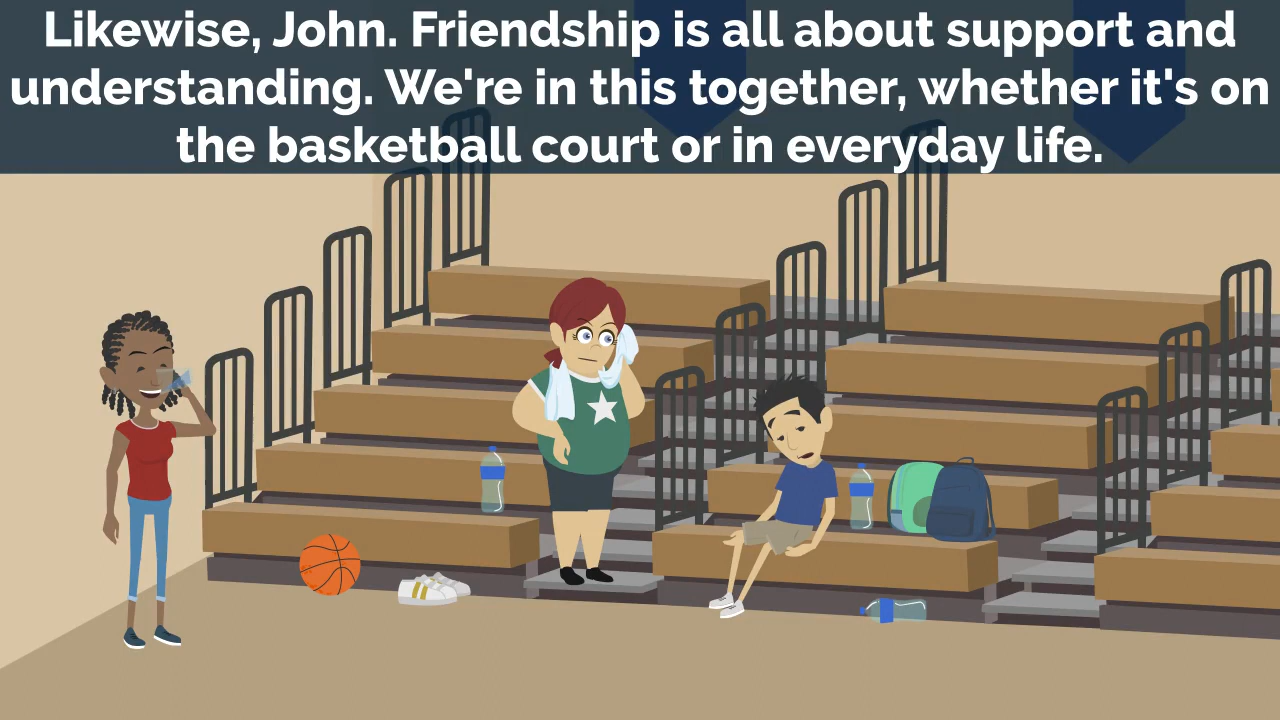 Likewise, John. Friendship is all about support and
understanding. We're in this together, whether it's on
the basketball court or in everyday life.